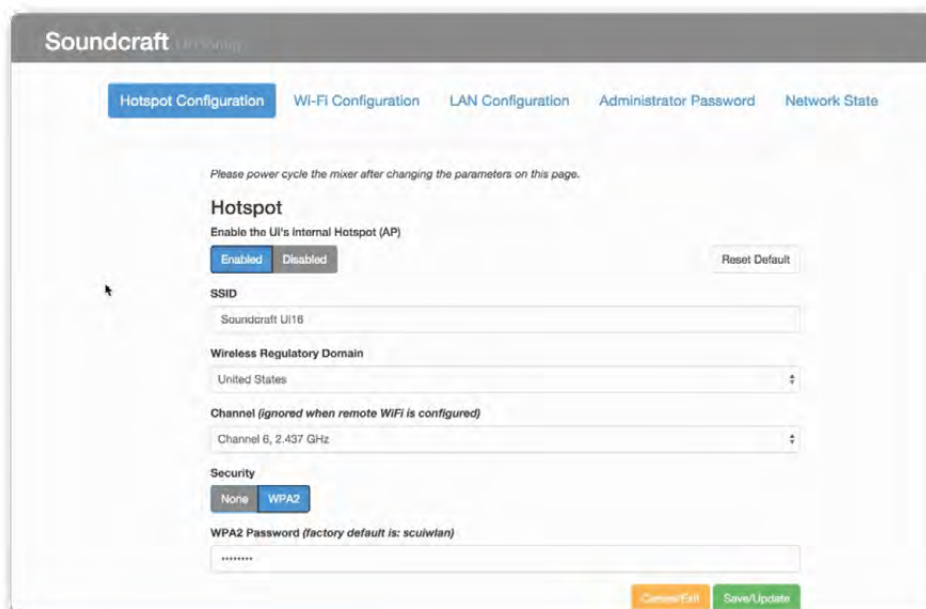 Soundcraft
Hotspot Configuration Wi-Fi Configuration LAN Configuration Administrator Password Network State
Please power cycle the mixer after changing the parameters on this page.
Hotspot
Enable the Ui's internal Hotspot (AP)
Enabled Disabled Reset Default
SSID
Soundcraft Ui16
Wireless Regulatory Domain
United States
Channel (ignored when remote WiFi is configured)
Channel 6, 2.437 GHz
Security
None WPA2
WPA2 Password (factory default is: scuiwlan)
••••••••
Cancel/Exit Save/Update